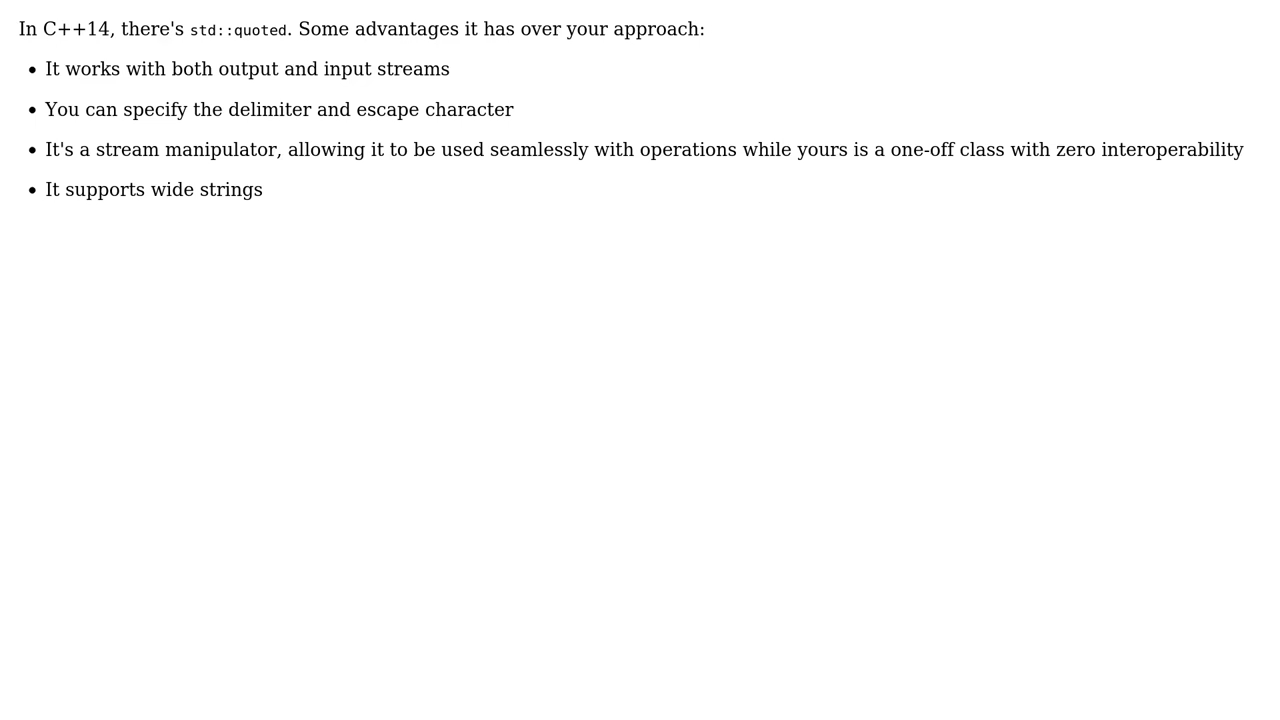 In C++14, there's std::quoted. Some advantages it has over your approach:
• It works with both output and input streams
• You can specify the delimiter and escape character
• It's a stream manipulator, allowing it to be used seamlessly with operations while yours is a one-off class with zero interoperability
• It supports wide strings